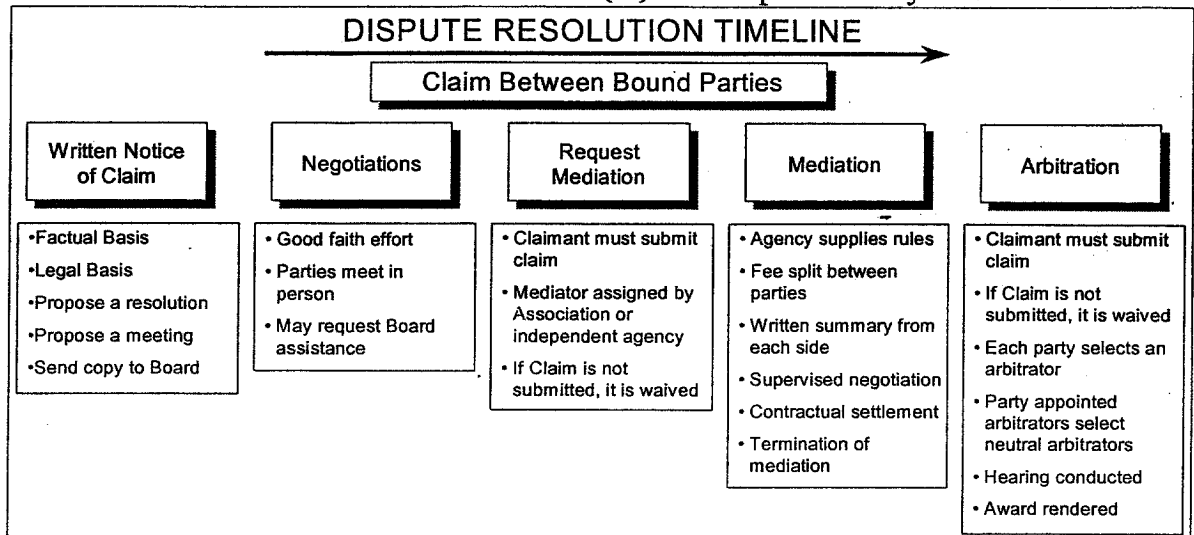 DISPUTE RESOLUTION TIMELINE
Claim Between Bound Parties
Written Notice
of Claim
•Factual Basis
•Legal Basis
•Propose a resolution
•Propose a meeting
•Send copy to Board
Negotiations
• Good faith effort
• Parties meet in
person
• May request Board
assistance
Request
Mediation
• Claimant must submit
claim
• Mediator assigned by
Association or
independent agency
• If Claim is not
submitted, it is waived
Mediation
• Agency supplies rules
• Fee split between
parties
• Written summary from
each side
• Supervised negotiation
• Contractual settlement
• Termination of
mediation
Arbitration
• Claimant must submit
claim
• If Claim is not
submitted, it is waived
• Each party selects an
arbitrator
• Party appointed
arbitrators select
neutral arbitrators
• Hearing conducted
• Award rendered